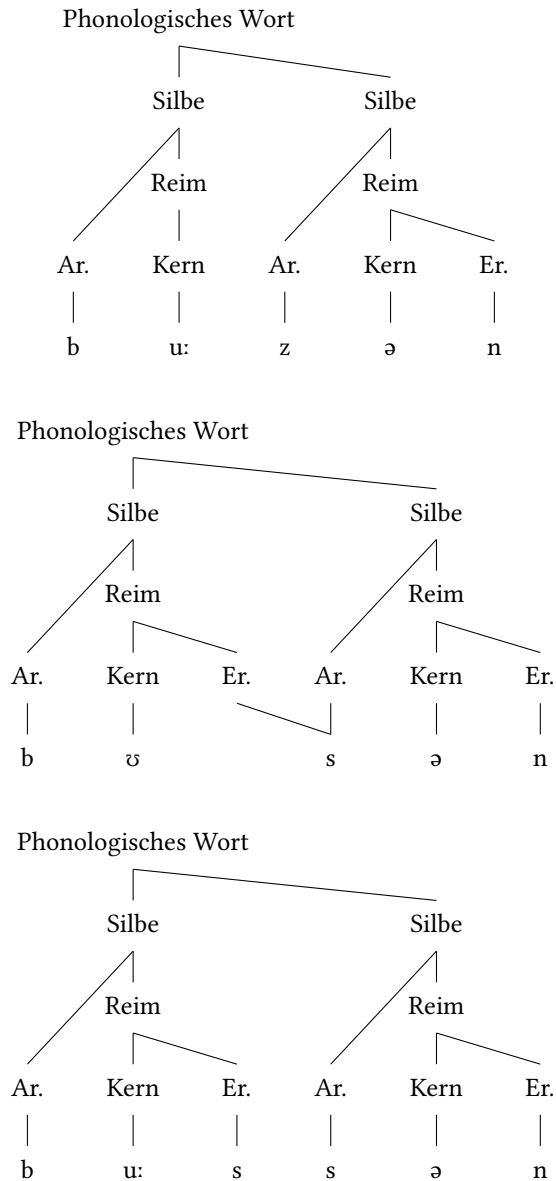 Phonologisches Wort
Silbe Silbe
Reim Reim
Ar. Kern Ar. Kern Er.
b uː z ə n
Phonologisches Wort
Silbe Silbe
Reim Reim
Ar. Kern Er. Ar. Kern Er.
b ʊ s ə n
Phonologisches Wort
Silbe Silbe
Reim Reim
Ar. Kern Er. Ar. Kern Er.
b uː s s ə n